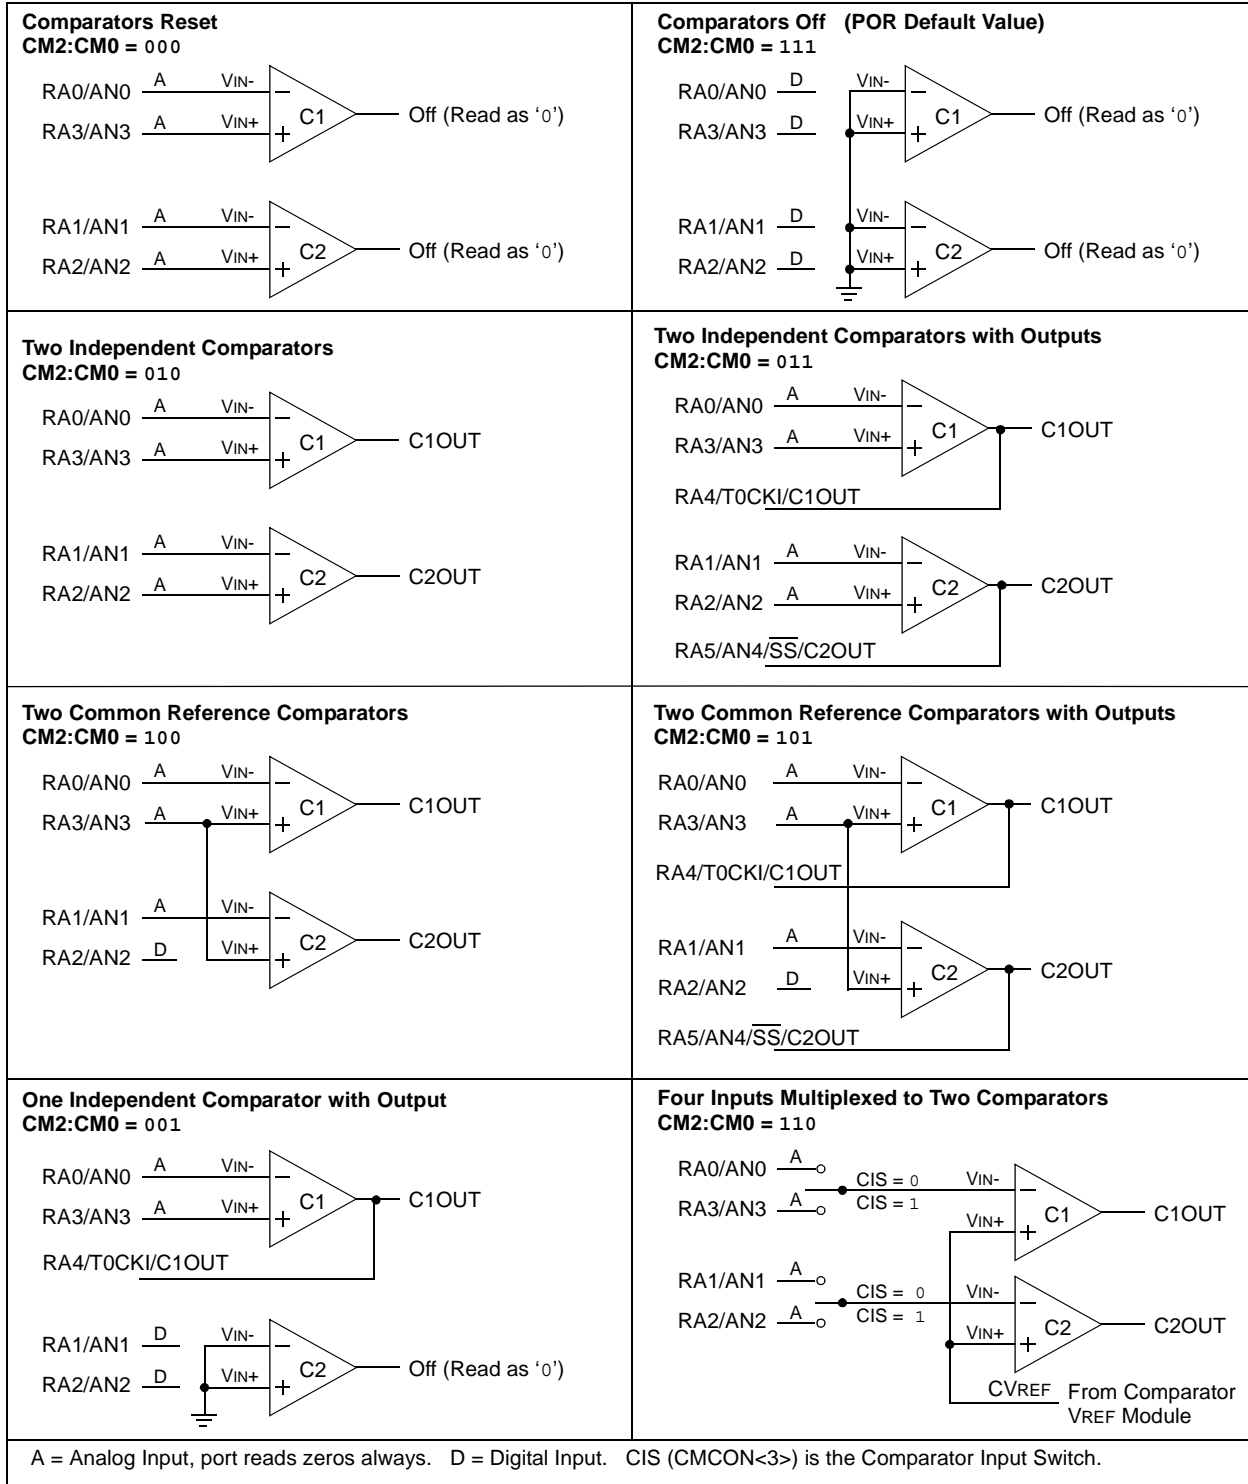 Comparators Reset
CM2:CM0 = 000
RA0/AN0 A VIN-
C1 Off (Read as ‘0’)
RA3/AN3 A VIN+
RA1/AN1 A VIN-
C2 Off (Read as ‘0’)
RA2/AN2 A VIN+
Comparators Off (POR Default Value)
CM2:CM0 = 111
RA0/AN0 D VIN-
C1 Off (Read as ‘0’)
RA3/AN3 D VIN+
RA1/AN1 D VIN-
C2 Off (Read as ‘0’)
RA2/AN2 D VIN+
Two Independent Comparators
CM2:CM0 = 010
RA0/AN0 A VIN-
C1 C1OUT
RA3/AN3 A VIN+
RA1/AN1 A VIN-
C2 C2OUT
RA2/AN2 A VIN+
Two Independent Comparators with Outputs
CM2:CM0 = 011
RA0/AN0 A VIN-
C1 C1OUT
RA3/AN3 A VIN+
RA4/T0CKI/C1OUT
RA1/AN1 A VIN-
C2 C2OUT
RA2/AN2 A VIN+
RA5/AN4/S̅S̅/C2OUT
Two Common Reference Comparators
CM2:CM0 = 100
RA0/AN0 A VIN-
C1 C1OUT
RA3/AN3 A VIN+
RA1/AN1 A VIN-
C2 C2OUT
RA2/AN2 D VIN+
Two Common Reference Comparators with Outputs
CM2:CM0 = 101
RA0/AN0 A VIN-
C1 C1OUT
RA3/AN3 A VIN+
RA4/T0CKI/C1OUT
RA1/AN1 A VIN-
C2 C2OUT
RA2/AN2 D VIN+
RA5/AN4/S̅S̅/C2OUT
One Independent Comparator with Output
CM2:CM0 = 001
RA0/AN0 A VIN-
C1 C1OUT
RA3/AN3 A VIN+
RA4/T0CKI/C1OUT
RA1/AN1 D VIN-
C2 Off (Read as ‘0’)
RA2/AN2 D VIN+
Four Inputs Multiplexed to Two Comparators
CM2:CM0 = 110
RA0/AN0 A CIS = 0 VIN-
RA3/AN3 A CIS = 1
C1 C1OUT
VIN+
RA1/AN1 A CIS = 0 VIN-
RA2/AN2 A CIS = 1
C2 C2OUT
VIN+
CVREF From Comparator
VREF Module
A = Analog Input, port reads zeros always. D = Digital Input. CIS (CMCON<3>) is the Comparator Input Switch.